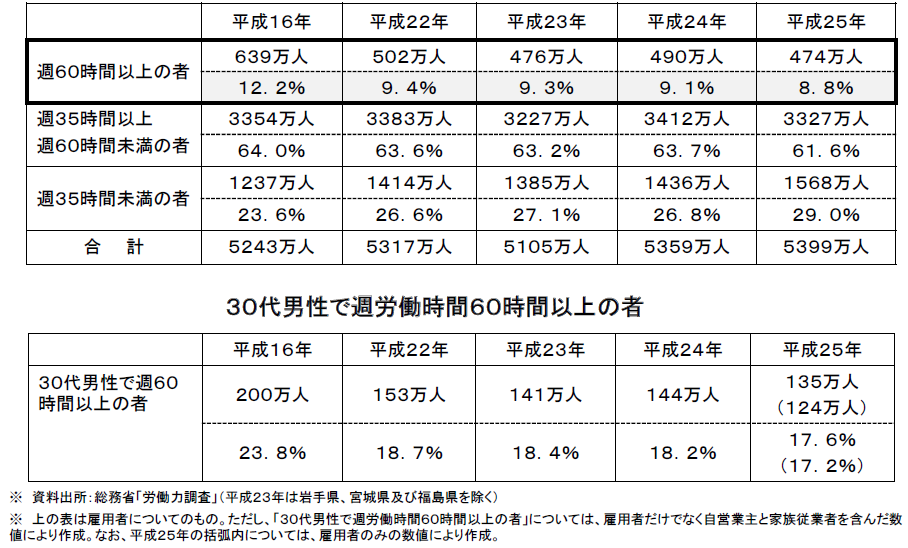 平成16年 平成22年 平成23年 平成24年 平成25年
週60時間以上の者
639万人 502万人 476万人 490万人 474万人
12.2% 9.4% 9.3% 9.1% 8.8%
週35時間以上
週60時間未満の者
3354万人 3383万人 3227万人 3412万人 3327万人
64.0% 63.6% 63.2% 63.7% 61.6%
週35時間未満の者
1237万人 1414万人 1385万人 1436万人 1568万人
23.6% 26.6% 27.1% 26.8% 29.0%
合 計 5243万人 5317万人 5105万人 5359万人 5399万人
30代男性で週労働時間60時間以上の者
平成16年 平成22年 平成23年 平成24年 平成25年
30代男性で週60
時間以上の者
200万人 153万人 141万人 144万人 135万人
(124万人)
23.8% 18.7% 18.4% 18.2% 17.6%
(17.2%)
※ 資料出所:総務省「労働力調査」(平成23年は岩手県、宮城県及び福島県を除く)
※ 上の表は雇用者についてのもの。ただし、「30代男性で週労働時間60時間以上の者」については、雇用者だけでなく自営業主と家族従業者を含んだ数
値により作成。なお、平成25年の括弧内については、雇用者のみの数値により作成。